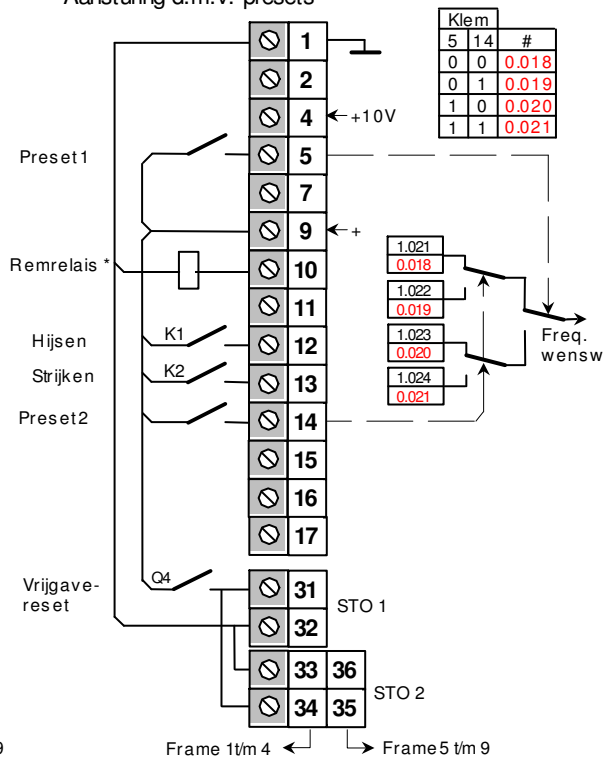 Aansturing d.m.v. presets
Klem
5 14 #
0 0 0.018
0 1 0.019
1 0 0.020
1 1 0.021
1
2
4 +10V
Preset1 5
7
9 +
Remrelais * 10
11
Hijsen K1 12
Strijken K2 13
Preset2 14
15
16
17
1.021
0.018
1.022
0.019
1.023
0.020
1.024
0.021
Freq.
wensw
Vrijgave-
reset
Q4 31
STO 1
32
33 36
STO 2
34 35
9 Frame 1t/m 4 Frame 5 t/m 9